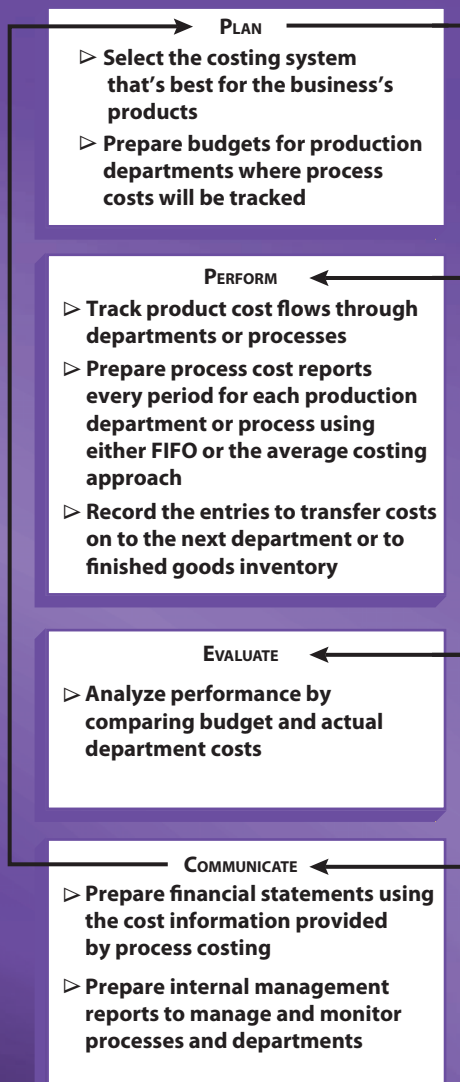 PLAN
▷ Select the costing system
that's best for the business's
products
▷ Prepare budgets for production
departments where process
costs will be tracked
PERFORM
▷ Track product cost flows through
departments or processes
▷ Prepare process cost reports
every period for each production
department or process using
either FIFO or the average costing
approach
▷ Record the entries to transfer costs
on to the next department or to
finished goods inventory
EVALUATE
▷ Analyze performance by
comparing budget and actual
department costs
COMMUNICATE
▷ Prepare financial statements using
the cost information provided
by process costing
▷ Prepare internal management
reports to manage and monitor
processes and departments